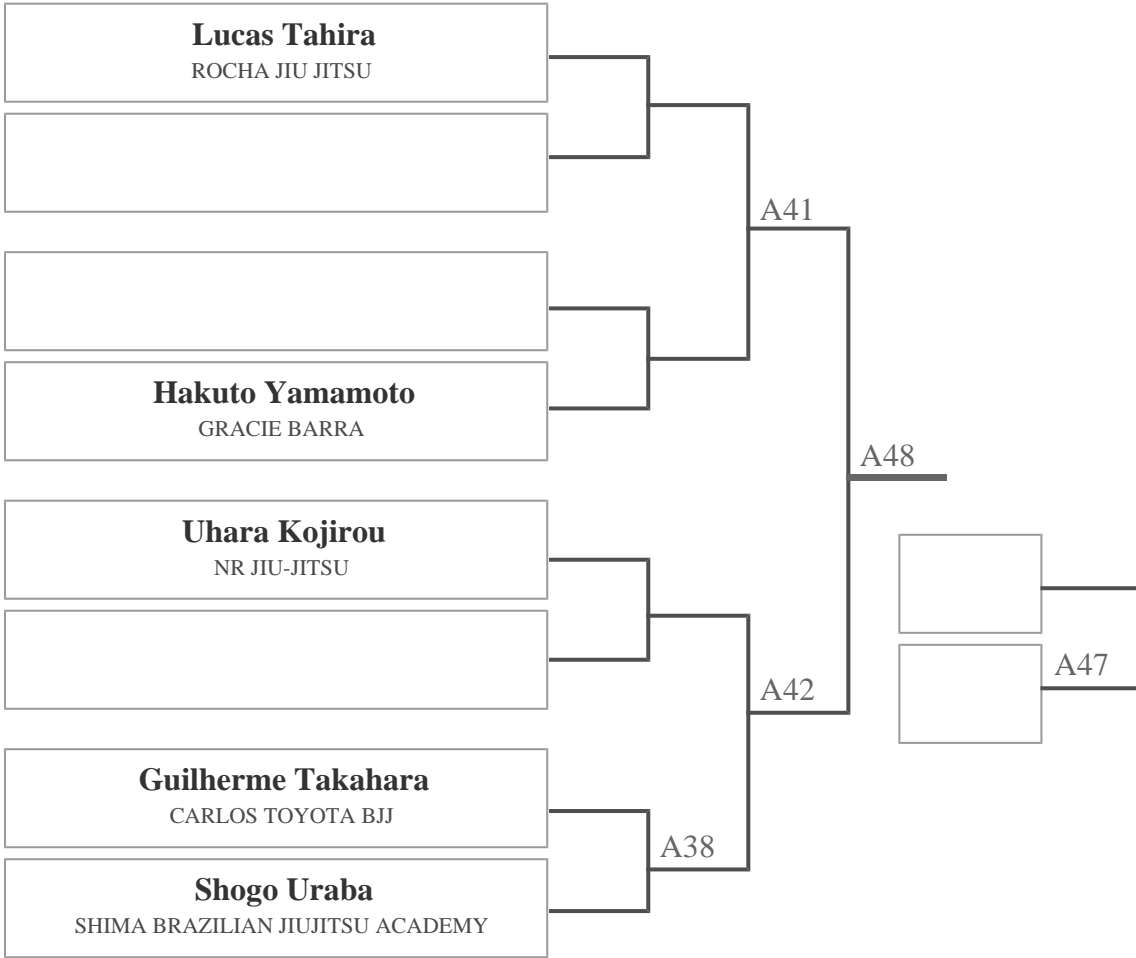 Lucas Tahira
ROCHA JIU JITSU
A41
Hakuto Yamamoto
GRACIE BARRA
A48
Uhara Kojirou
NR JIU-JITSU
A47
A42
Guilherme Takahara
CARLOS TOYOTA BJJ
A38
Shogo Uraba
SHIMA BRAZILIAN JIUJITSU ACADEMY